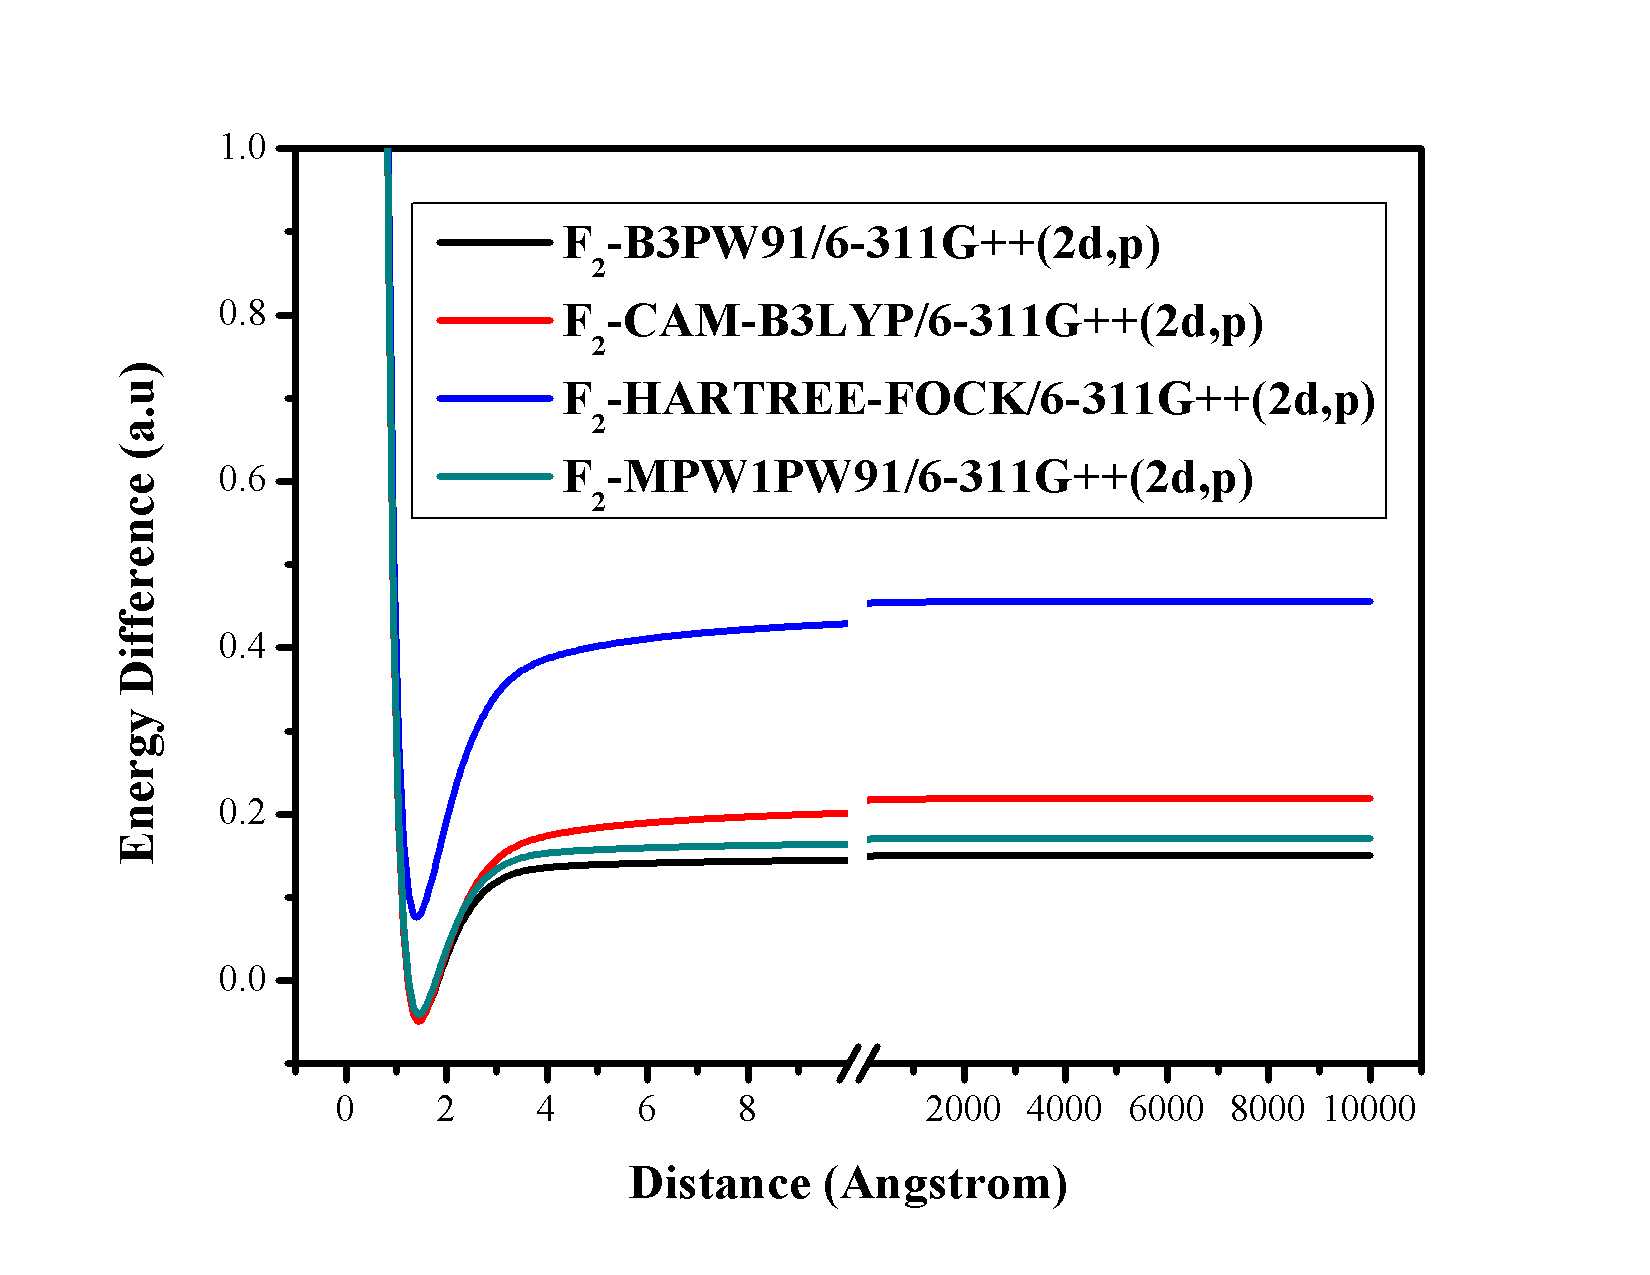 1.0
0.8
0.6
0.4
0.2
0.0
Energy Difference (a.u)
F₂-B3PW91/6-311G++(2d,p)
F₂-CAM-B3LYP/6-311G++(2d,p)
F₂-HARTREE-FOCK/6-311G++(2d,p)
F₂-MPW1PW91/6-311G++(2d,p)
0 2 4 6 8 2000 4000 6000 8000 10000
Distance (Angstrom)